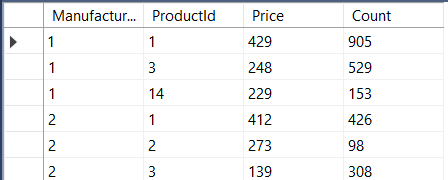 Manufactur... ProductId Price Count
1 1 429 905
1 3 248 529
1 14 229 153
2 1 412 426
2 2 273 98
2 3 139 308